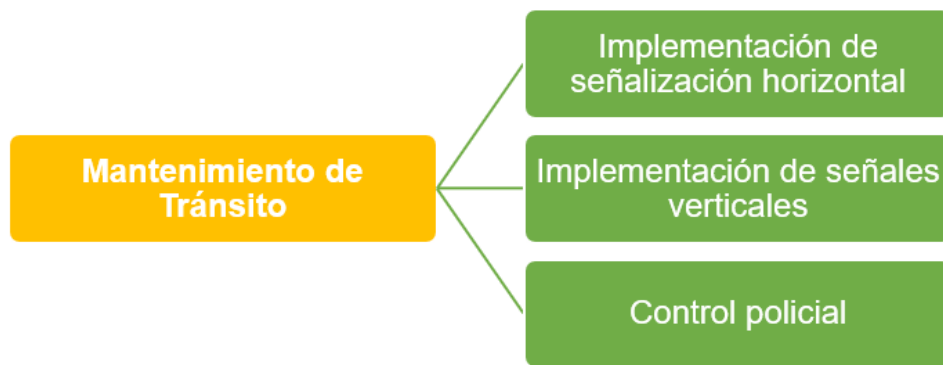 Mantenimiento de
Tránsito
Implementación de
señalización horizontal
Implementación de señales
verticales
Control policial